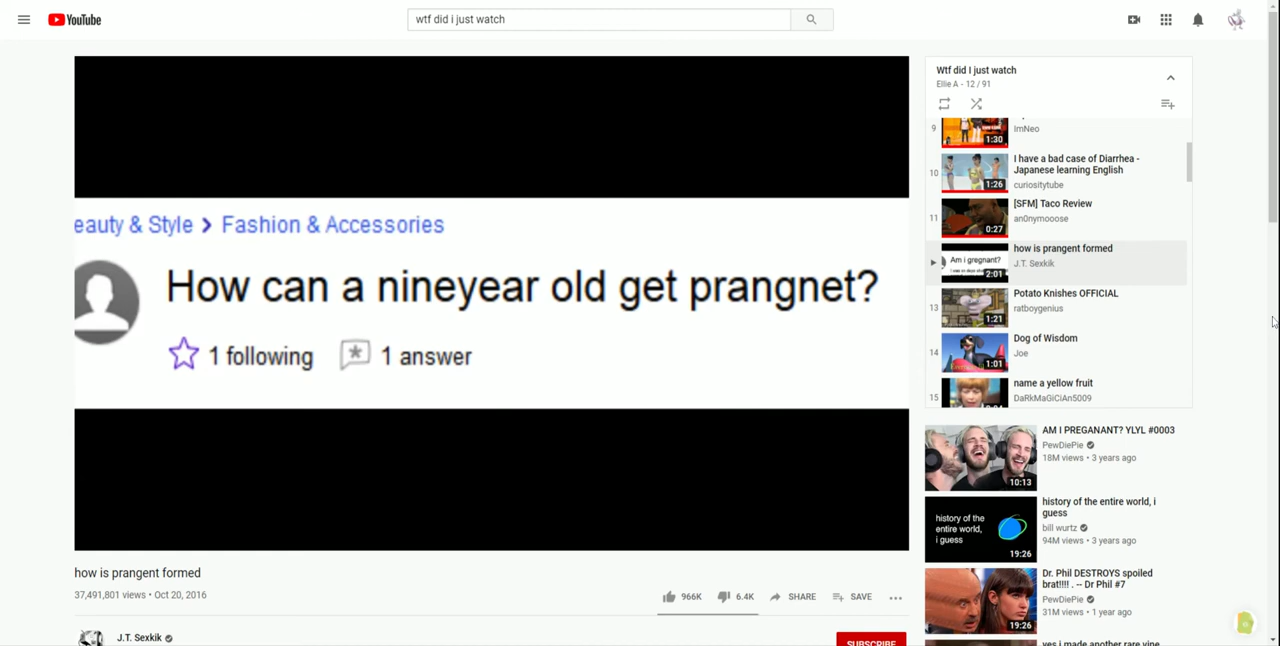 YouTube
wtf did i just watch
eauty & Style > Fashion & Accessories
How can a nineyear old get prangnet?
1 following
1 answer
how is prangent formed
37,491,801 views • Oct 20, 2016
966K
6.4K
SHARE
SAVE
J.T. Sexkik
SUBSCRIBE
Wtf did I just watch
Ellie A - 12 / 91
9
1:30
ImNeo
10
1:26
I have a bad case of Diarrhea -
Japanese learning English
curiositytube
11
0:27
[SFM] Taco Review
an0nymooose
Am i gregnant?
2:01
how is prangent formed
J.T. Sexkik
13
1:21
Potato Knishes OFFICIAL
ratboygenius
14
1:01
Dog of Wisdom
Joe
15
name a yellow fruit
DaRkMaGiCiAn5009
10:13
AM I PREGANANT? YLYL #0003
PewDiePie
18M views • 3 years ago
history of the
entire world,
i guess
19:26
history of the entire world, i
guess
bill wurtz
94M views • 3 years ago
19:26
Dr. Phil DESTROYS spoiled
brat!!!! . -- Dr Phil #7
PewDiePie
31M views • 1 year ago
yes i made another rare vine